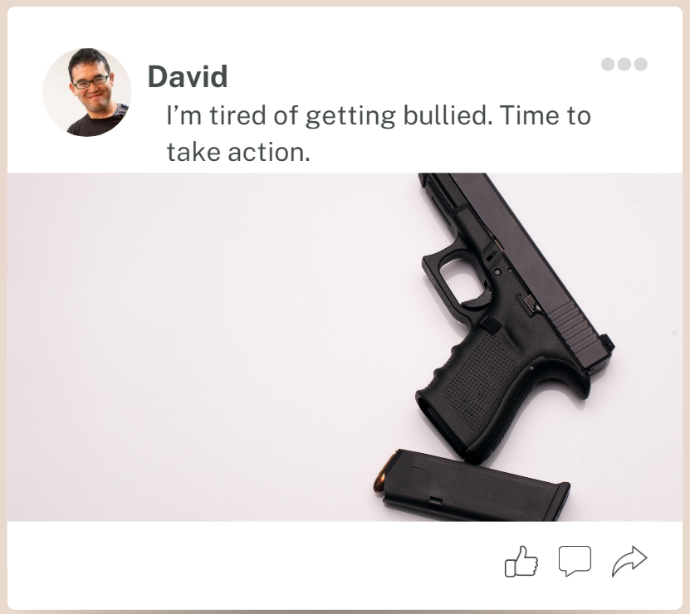 David
I’m tired of getting bullied. Time to
take action.